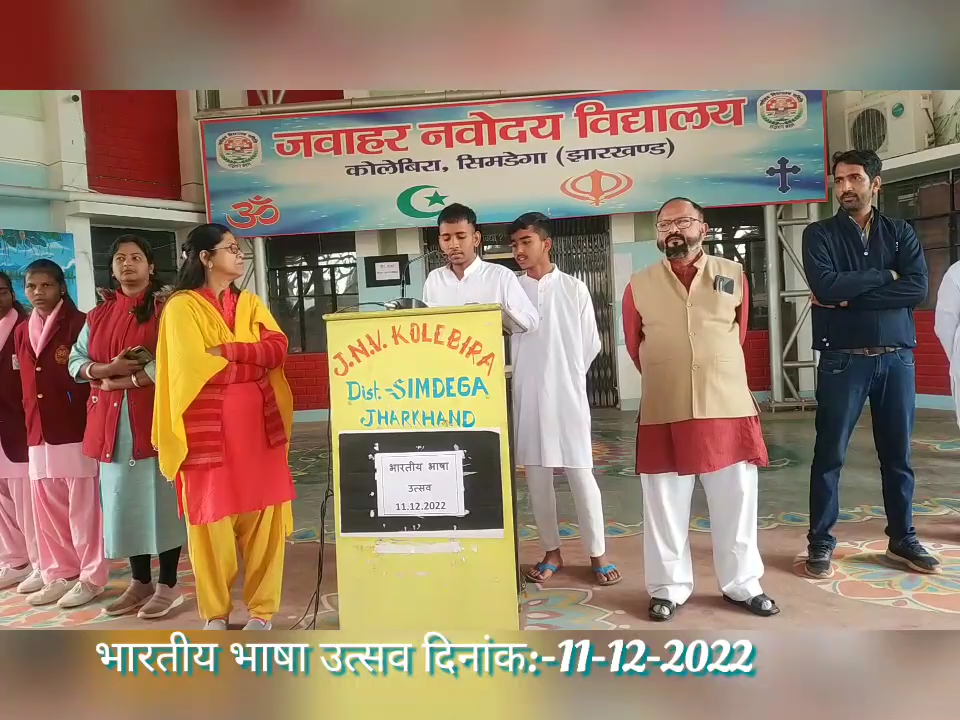 जवाहर नवोदय विद्यालय
कोलेबिरा, सिमडेगा (झारखण्ड)
J.N.V. KOLEBIRA
Dist.-SIMDEGA
JHARKHAND
भारतीय भाषा
उत्सव
11.12.2022
भारतीय भाषा उत्सव दिनांक:-11-12-2022